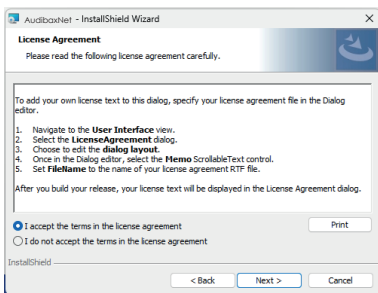 AudibaxNet - InstallShield Wizard
License Agreement
Please read the following license agreement carefully.
To add your own license text to this dialog, specify your license agreement file in the Dialog
editor.
1. Navigate to the User Interface view.
2. Select the LicenseAgreement dialog.
3. Choose to edit the dialog layout.
4. Once in the Dialog editor, select the Memo ScrollableText control.
5. Set FileName to the name of your license agreement RTF file.
After you build your release, your license text will be displayed in the License Agreement dialog.
I accept the terms in the license agreement
Print
I do not accept the terms in the license agreement
InstallShield
< Back Next > Cancel